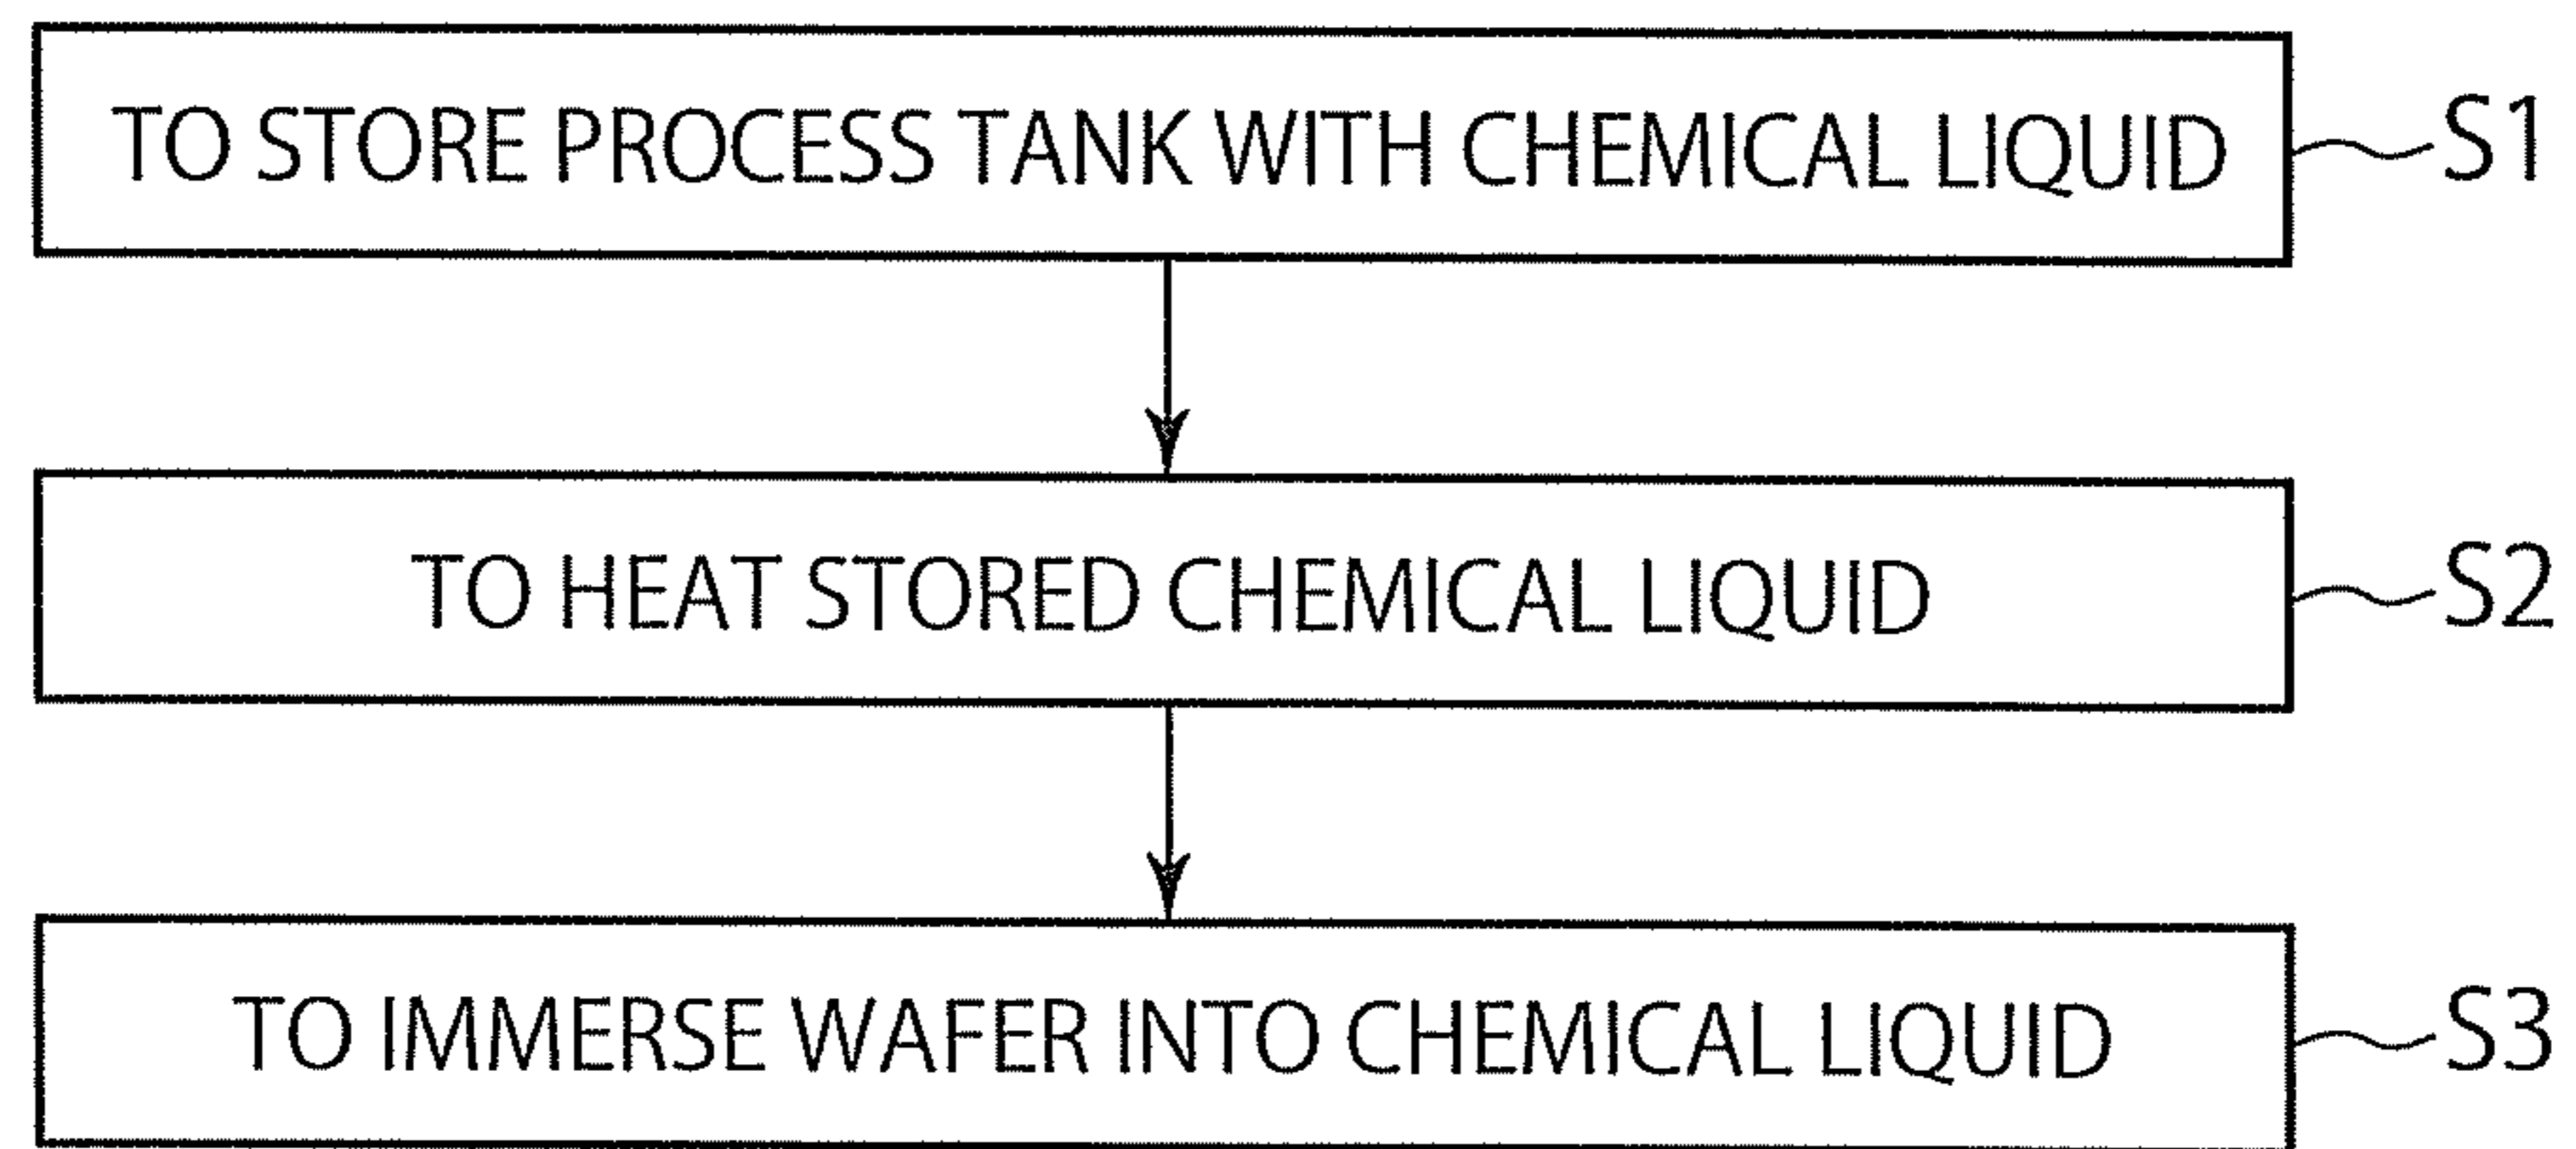 TO STORE PROCESS TANK WITH CHEMICAL LIQUID S1
TO HEAT STORED CHEMICAL LIQUID S2
TO IMMERSE WAFER INTO CHEMICAL LIQUID S3